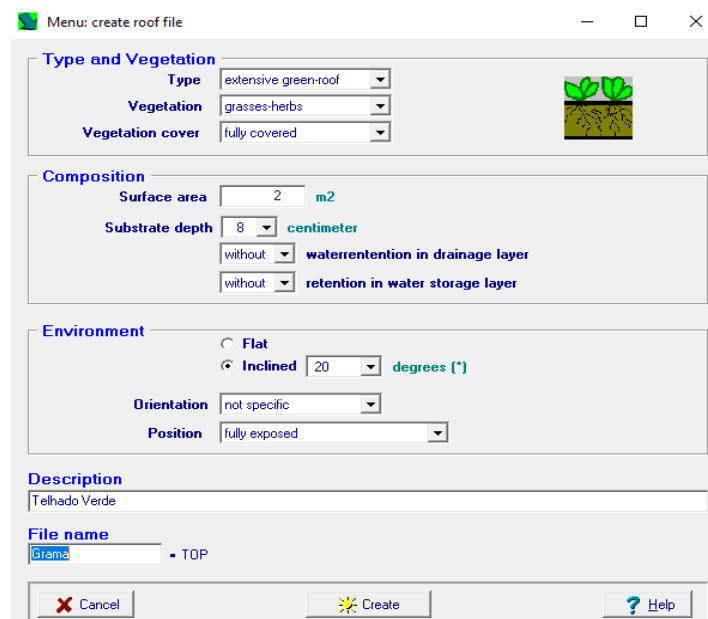 Menu: create roof file
Type and Vegetation
Type extensive green-roof
Vegetation grasses-herbs
Vegetation cover fully covered
Composition
Surface area 2 m2
Substrate depth 8 centimeter
without waterrentention in drainage layer
without retention in water storage layer
Environment
Flat
Inclined 20 degrees (*)
Orientation not specific
Position fully exposed
Description
Telhado Verde
File name
Grama = TOP
Cancel Create ? Help